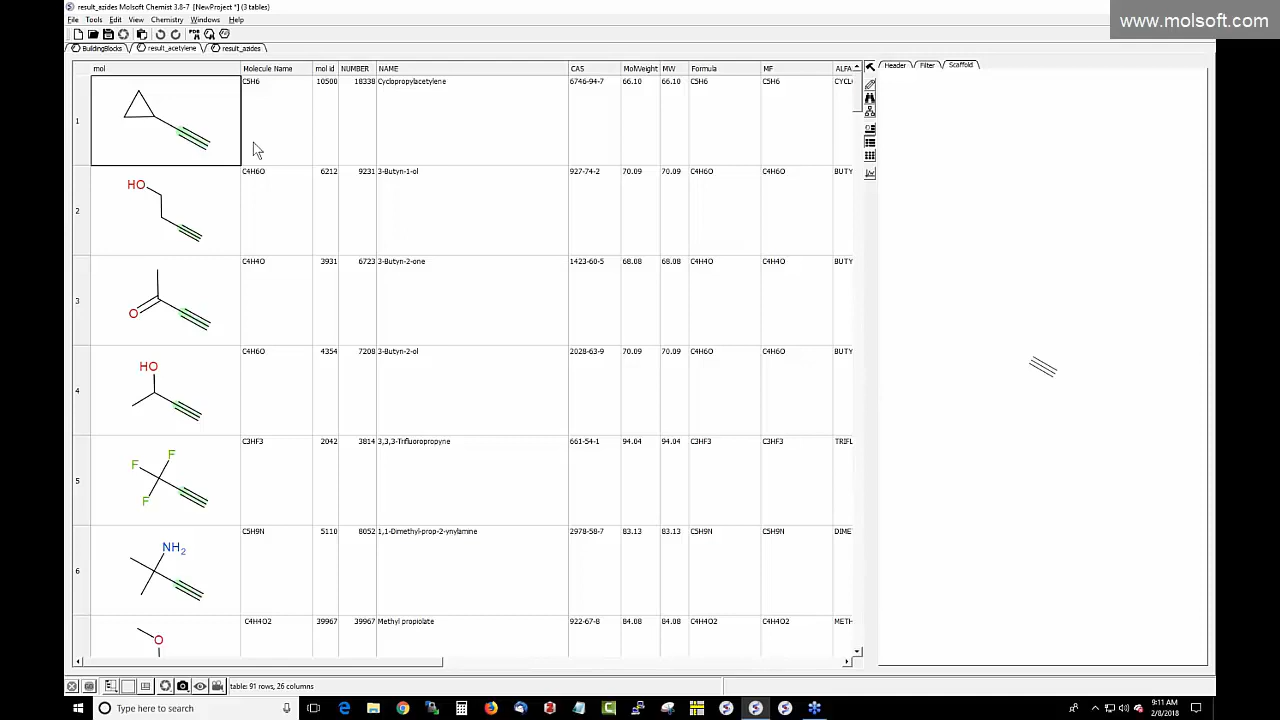 result_azides Molsoft Chemist 3.8-7 [NewProject *] (3 tables)
www.molsoft.com
File Tools Edit View Chemistry Windows Help
BuildingBlocks result_acetylene result_azides
mol Molecule Name mol id NUMBER NAME CAS MolWeight MW Formula MF ALFA
Header Filter Scaffold
1 C5H6 10500 18338 Cyclopropylacetylene 6746-94-7 66.10 66.10 C5H6 C5H6 CYCL
2 HO C4H6O 6212 9231 3-Butyn-1-ol 927-74-2 70.09 70.09 C4H6O C4H6O BUTY
3 O C4H4O 3931 6723 3-Butyn-2-one 1423-60-5 68.08 68.08 C4H4O C4H4O BUTY
4 HO C4H6O 4354 7208 3-Butyn-2-ol 2028-63-9 70.09 70.09 C4H6O C4H6O BUTY
5 F F F C3HF3 2042 3814 3,3,3-Trifluoropropyne 661-54-1 94.04 94.04 C3HF3 C3HF3 TRIFL
6 NH2 C5H9N 5110 8052 1,1-Dimethyl-prop-2-ynylamine 2978-58-7 83.13 83.13 C5H9N C5H9N DIME
O C4H4O2 39967 39967 Methyl propiolate 922-67-8 84.08 84.08 C4H4O2 C4H4O2 METH
table: 91 rows, 26 columns
Type here to search
9:11 AM
2/8/2018